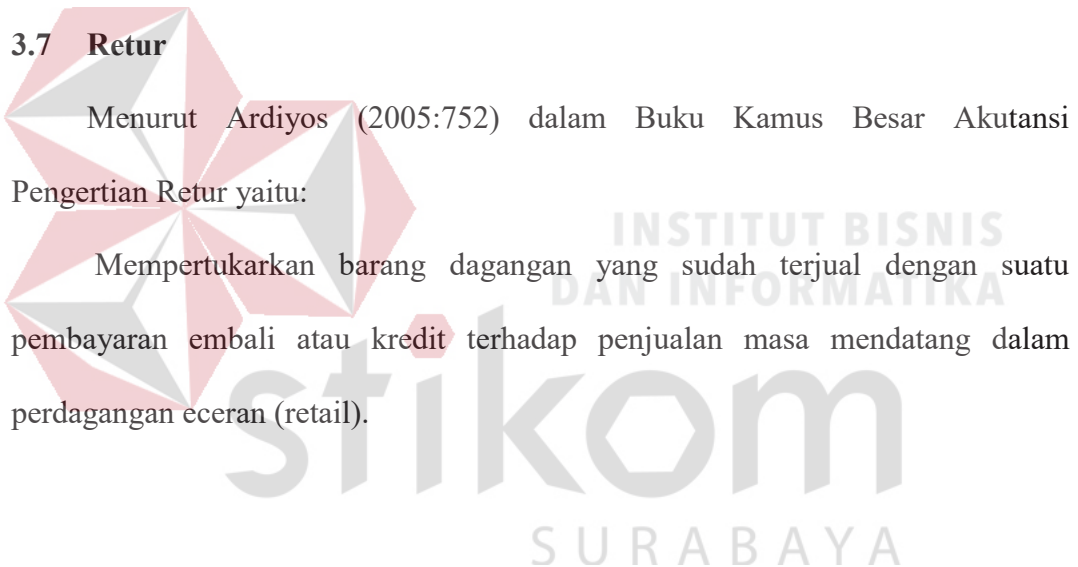 3.7 Retur
Menurut Ardiyos (2005:752) dalam Buku Kamus Besar Akutansi
Pengertian Retur yaitu:
INSTITUT BISNIS
Mempertukarkan barang dagangan yang sudah terjual dengan suatu
DAN INFORMATIKA
pembayaran embali atau kredit terhadap penjualan masa mendatang dalam
perdagangan eceran (retail).
stikom
SURABAYA